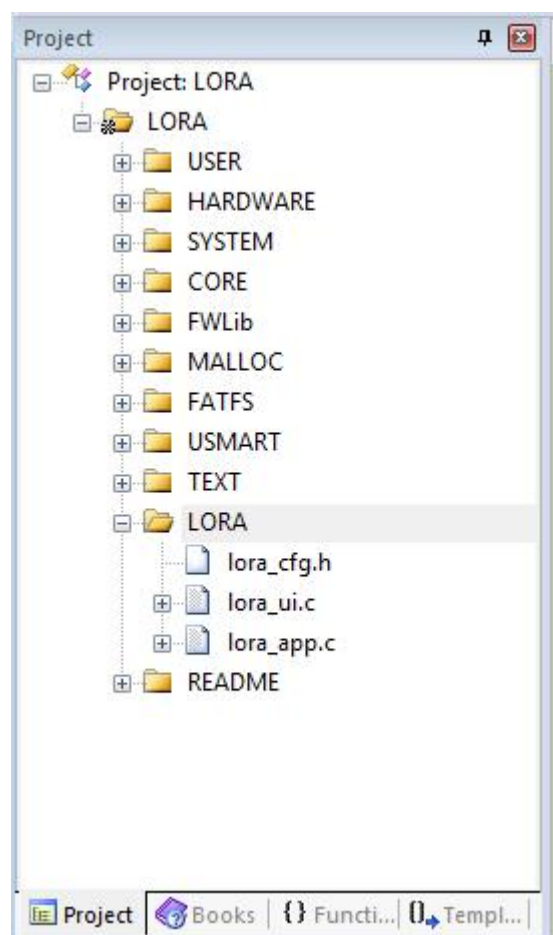 Project
Project: LORA
LORA
USER
HARDWARE
SYSTEM
CORE
FWLib
MALLOC
FATFS
USMART
TEXT
LORA
lora_cfg.h
lora_ui.c
lora_app.c
README
Project Books {} Functi... 0 Templ...